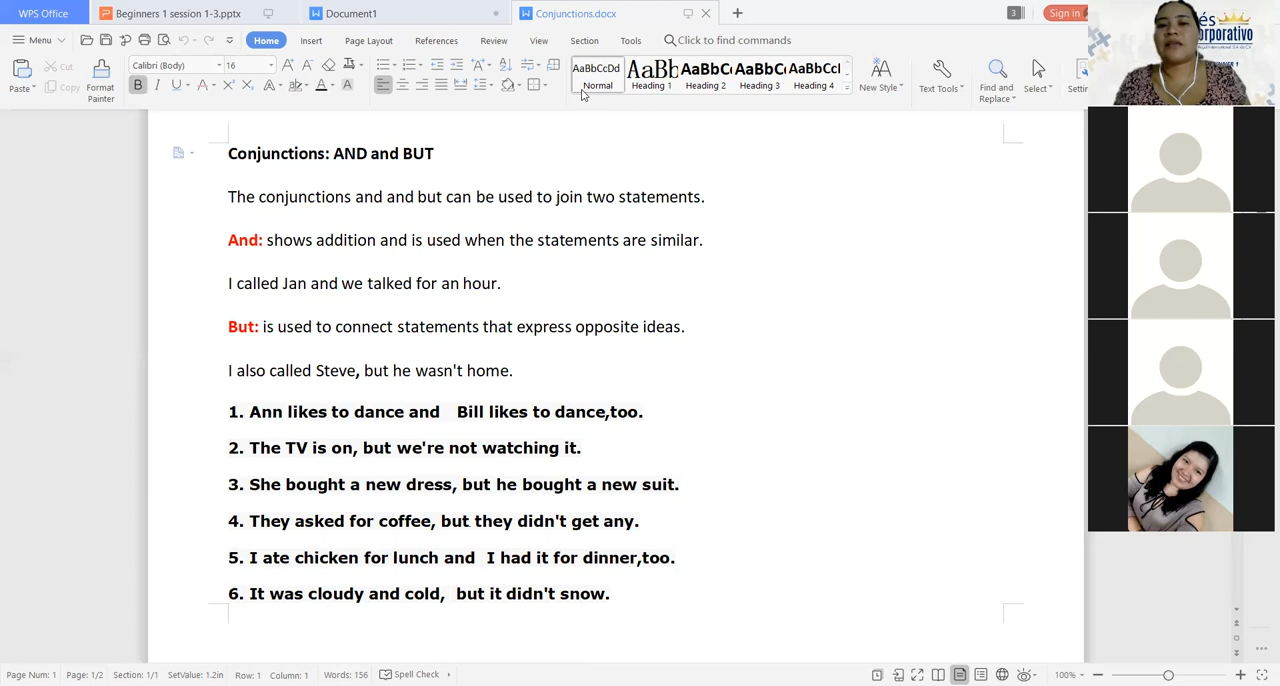 WPS Office
Beginners 1 session 1-3.pptx
Document1
Conjunctions.docx
3
Sign in
Menu
Home
Insert
Page Layout
References
Review
View
Section
Tools
Click to find commands
Paste
Cut
Copy
Format Painter
Calibri (Body)
16
AaBbCcDd
Normal
AaBb
Heading 1
AaBbC
Heading 2
AaBbC
Heading 3
AaBbCcl
Heading 4
New Style
Text Tools
Find and Replace
Select
Conjunctions: AND and BUT
The conjunctions and and but can be used to join two statements.
And: shows addition and is used when the statements are similar.
I called Jan and we talked for an hour.
But: is used to connect statements that express opposite ideas.
I also called Steve, but he wasn't home.
1. Ann likes to dance and Bill likes to dance,too.
2. The TV is on, but we're not watching it.
3. She bought a new dress, but he bought a new suit.
4. They asked for coffee, but they didn't get any.
5. I ate chicken for lunch and I had it for dinner,too.
6. It was cloudy and cold, but it didn't snow.
Page Num: 1
Page: 1/2
Section: 1/1
SetValue: 1.2in
Row: 1
Column: 1
Words: 156
Spell Check
100%